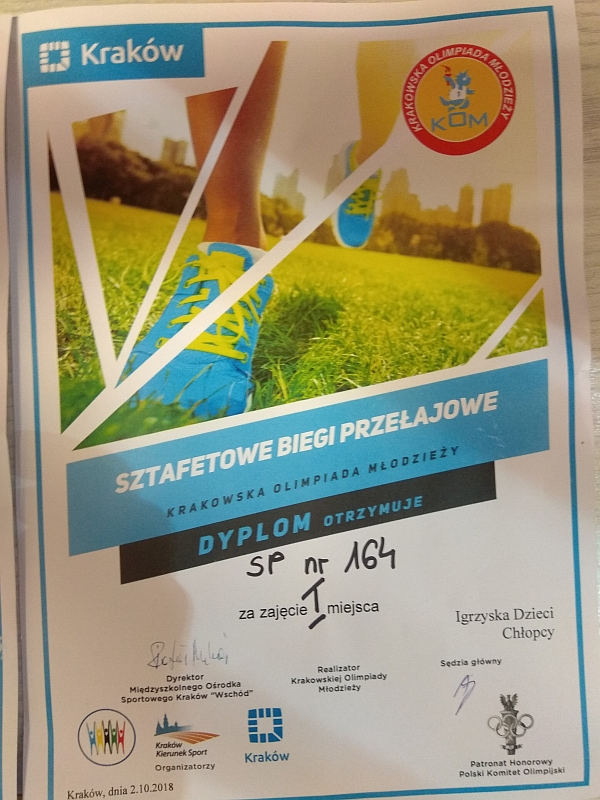 Kraków
KRAKOWSKA OLIMPIADA MŁODZIEŻY
KOM
SZTAFETOWE BIEGI PRZEŁAJOWE
KRAKOWSKA OLIMPIADA MŁODZIEŻY
DYPLOM OTRZYMUJE
SP nr 164
za zajęcie I miejsca
Igrzyska Dzieci
Chłopcy
Dyrektor
Międzyszkolnego Ośrodka
Sportowego Kraków "Wschód"
Realizator
Krakowskiej Olimpiady
Młodzieży
Sędzia główny
Kraków
Kierunek Sport
Organizatorzy
Kraków
Patronat Honorowy
Polski Komitet Olimpijski
Kraków, dnia 2.10.2018